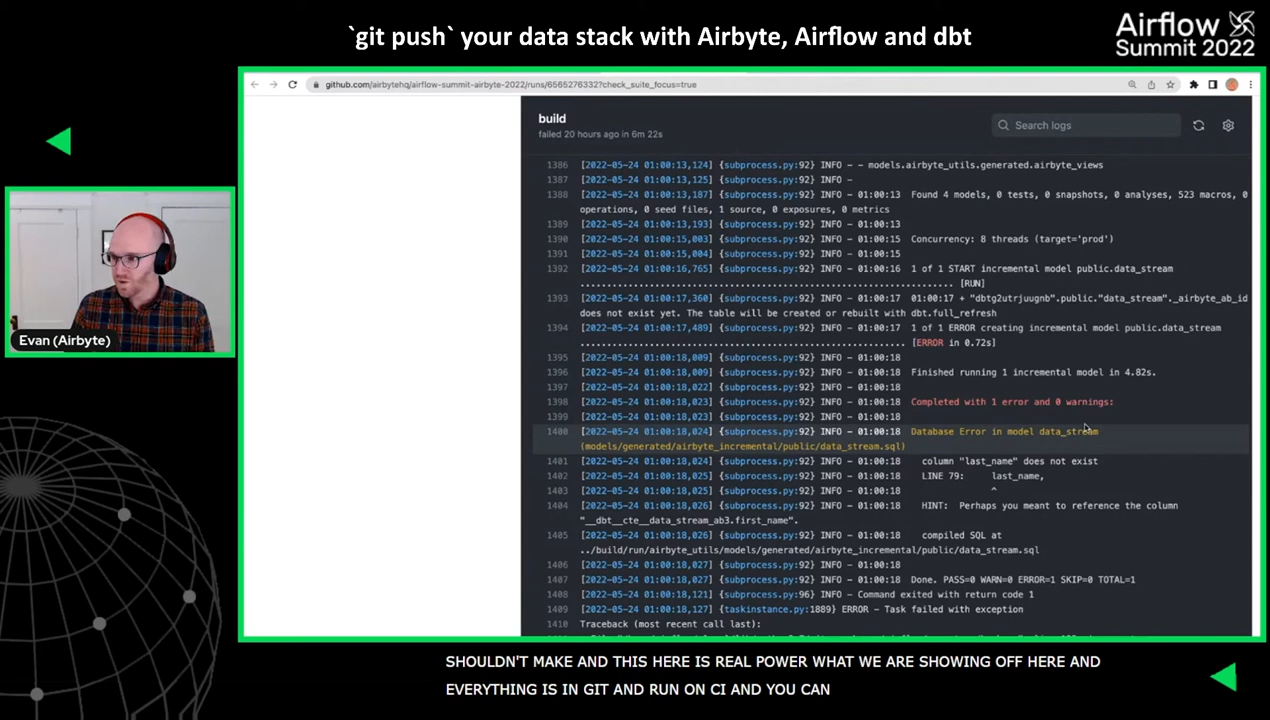 `git push` your data stack with Airbyte, Airflow and dbt
Airflow
Summit 2022
github.com/airbytehq/airflow-summit-airbyte-2022/runs/6565276332?check_suite_focus=true
build
failed 20 hours ago in 6m 22s
Search logs
1386 [2022-05-24 01:00:13,124] {subprocess.py:92} INFO - - models.airbyte_utils.generated.airbyte_views
1387 [2022-05-24 01:00:13,125] {subprocess.py:92} INFO -
1388 [2022-05-24 01:00:13,187] {subprocess.py:92} INFO - 01:00:13 Found 4 models, 0 tests, 0 snapshots, 0 analyses, 523 macros, 0
operations, 0 seed files, 1 source, 0 exposures, 0 metrics
1389 [2022-05-24 01:00:13,193] {subprocess.py:92} INFO - 01:00:13
1390 [2022-05-24 01:00:15,003] {subprocess.py:92} INFO - 01:00:15 Concurrency: 8 threads (target='prod')
1391 [2022-05-24 01:00:15,004] {subprocess.py:92} INFO - 01:00:15
1392 [2022-05-24 01:00:16,765] {subprocess.py:92} INFO - 01:00:16 1 of 1 START incremental model public.data_stream
.......................................................................... [RUN]
1393 [2022-05-24 01:00:17,360] {subprocess.py:92} INFO - 01:00:17 01:00:17 + "dbtg2utrjuugnb".public."data_stream"._airbyte_ab_id
does not exist yet. The table will be created or rebuilt with dbt.full_refresh
1394 [2022-05-24 01:00:17,489] {subprocess.py:92} INFO - 01:00:17 1 of 1 ERROR creating incremental model public.data_stream
................................................................ [ERROR in 0.72s]
1395 [2022-05-24 01:00:18,009] {subprocess.py:92} INFO - 01:00:18
1396 [2022-05-24 01:00:18,009] {subprocess.py:92} INFO - 01:00:18 Finished running 1 incremental model in 4.82s.
1397 [2022-05-24 01:00:18,022] {subprocess.py:92} INFO - 01:00:18
1398 [2022-05-24 01:00:18,023] {subprocess.py:92} INFO - 01:00:18 Completed with 1 error and 0 warnings:
1399 [2022-05-24 01:00:18,023] {subprocess.py:92} INFO - 01:00:18
1400 [2022-05-24 01:00:18,024] {subprocess.py:92} INFO - 01:00:18 Database Error in model data_stream
(models/generated/airbyte_incremental/public/data_stream.sql)
1401 [2022-05-24 01:00:18,024] {subprocess.py:92} INFO - 01:00:18 column "last_name" does not exist
1402 [2022-05-24 01:00:18,025] {subprocess.py:92} INFO - 01:00:18 LINE 79: last_name,
1403 [2022-05-24 01:00:18,025] {subprocess.py:92} INFO - 01:00:18 ^
1404 [2022-05-24 01:00:18,026] {subprocess.py:92} INFO - 01:00:18 HINT: Perhaps you meant to reference the column
"__dbt__cte__data_stream_ab3.first_name".
1405 [2022-05-24 01:00:18,026] {subprocess.py:92} INFO - 01:00:18 compiled SQL at
../build/run/airbyte_utils/models/generated/airbyte_incremental/public/data_stream.sql
1406 [2022-05-24 01:00:18,027] {subprocess.py:92} INFO - 01:00:18
1407 [2022-05-24 01:00:18,027] {subprocess.py:92} INFO - 01:00:18 Done. PASS=0 WARN=0 ERROR=1 SKIP=0 TOTAL=1
1408 [2022-05-24 01:00:18,121] {subprocess.py:96} INFO - Command exited with return code 1
1409 [2022-05-24 01:00:18,127] {taskinstance.py:1889} ERROR - Task failed with exception
1410 Traceback (most recent call last):
Evan (Airbyte)
SHOULDN'T MAKE AND THIS HERE IS REAL POWER WHAT WE ARE SHOWING OFF HERE AND
EVERYTHING IS IN GIT AND RUN ON CI AND YOU CAN